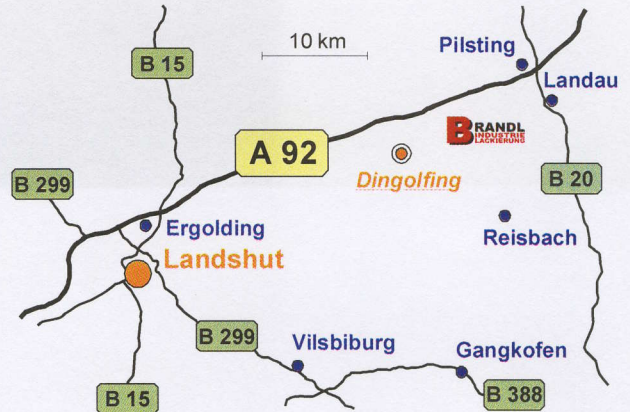 10 km
Pilsting
B 15
Landau
BRANDL
INDUSTRIE
LACKIERUNG
A 92
Dingolfing
B 299
B 20
Ergolding
Reisbach
Landshut
B 299
Vilsbiburg
Gangkofen
B 15
B 388